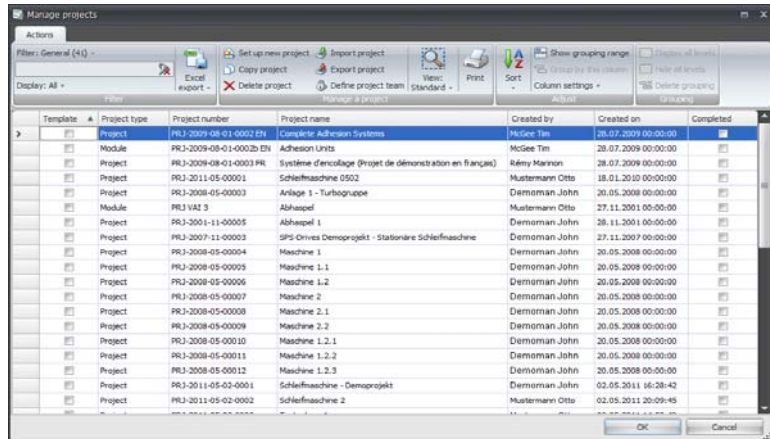 Manage projects
Actions
Filter: General (41)
Display: All
Filter
Excel export
Set up new project
Copy project
Delete project
Import project
Export project
Define project team
View: Standard
Print
Manage a project
Sort
Show grouping range
Group by this column
Column settings
Adjust
Display all levels
Hide all levels
Delete grouping
Grouping
Template Project type Project number Project name Created by Created on Completed
Project PRJ-2009-08-01-0002 EN Complete Adhesion Systems McGee Tim 28.07.2009 00:00:00
Module PRJ-2009-08-01-0002b EN Adhesion Units McGee Tim 28.07.2009 00:00:00
Project PRJ-2009-08-01-0003 FR Système d'encollage (Projet de démonstration en français) Rémy Marinon 28.07.2009 00:00:00
Project PRJ-2011-05-00001 Schleifmaschine 0502 Mustermann Otto 18.01.2010 00:00:00
Project PRJ-2008-05-00003 Anlage 1 - Turbogruppe Demoman John 20.05.2008 00:00:00
Module PRJ VAI 3 Abhaspel Mustermann Otto 27.11.2001 00:00:00
Project PRJ-2001-11-00005 Abhaspel 1 Demoman John 28.11.2001 00:00:00
Project PRJ-2007-11-00003 SPS-Drives Demoprojekt - Stationäre Schleifmaschine Demoman John 27.11.2007 00:00:00
Project PRJ-2008-05-00004 Maschine 1 Demoman John 20.05.2008 00:00:00
Project PRJ-2008-05-00005 Maschine 1.1 Demoman John 20.05.2008 00:00:00
Project PRJ-2008-05-00006 Maschine 1.2 Demoman John 20.05.2008 00:00:00
Project PRJ-2008-05-00007 Maschine 2 Demoman John 20.05.2008 00:00:00
Project PRJ-2008-05-00008 Maschine 2.1 Demoman John 20.05.2008 00:00:00
Project PRJ-2008-05-00009 Maschine 2.2 Demoman John 20.05.2008 00:00:00
Project PRJ-2008-05-00010 Maschine 1.2.1 Demoman John 20.05.2008 00:00:00
Project PRJ-2008-05-00011 Maschine 1.2.2 Demoman John 20.05.2008 00:00:00
Project PRJ-2008-05-00012 Maschine 1.2.3 Demoman John 20.05.2008 00:00:00
Project PRJ-2011-05-02-0001 Schleifmaschine - Demoprojekt Demoman John 02.05.2011 16:28:42
Project PRJ-2011-05-02-0002 Schleifmaschine 2 Mustermann Otto 02.05.2011 20:09:45
OK Cancel